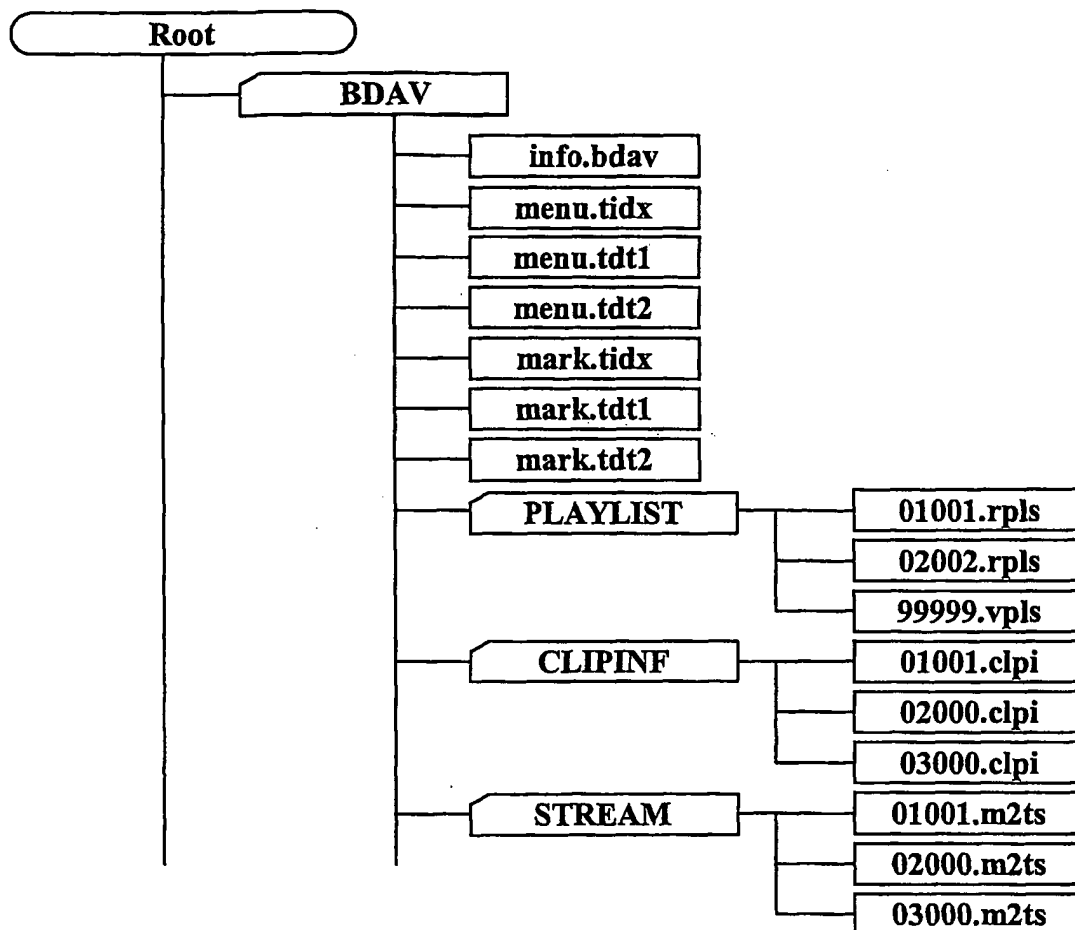 Root
BDAV
info.bdav
menu.tidx
menu.tdt1
menu.tdt2
mark.tidx
mark.tdt1
mark.tdt2
PLAYLIST
01001.rpls
02002.rpls
99999.vpls
CLIPINF
01001.clpi
02000.clpi
03000.clpi
STREAM
01001.m2ts
02000.m2ts
03000.m2ts